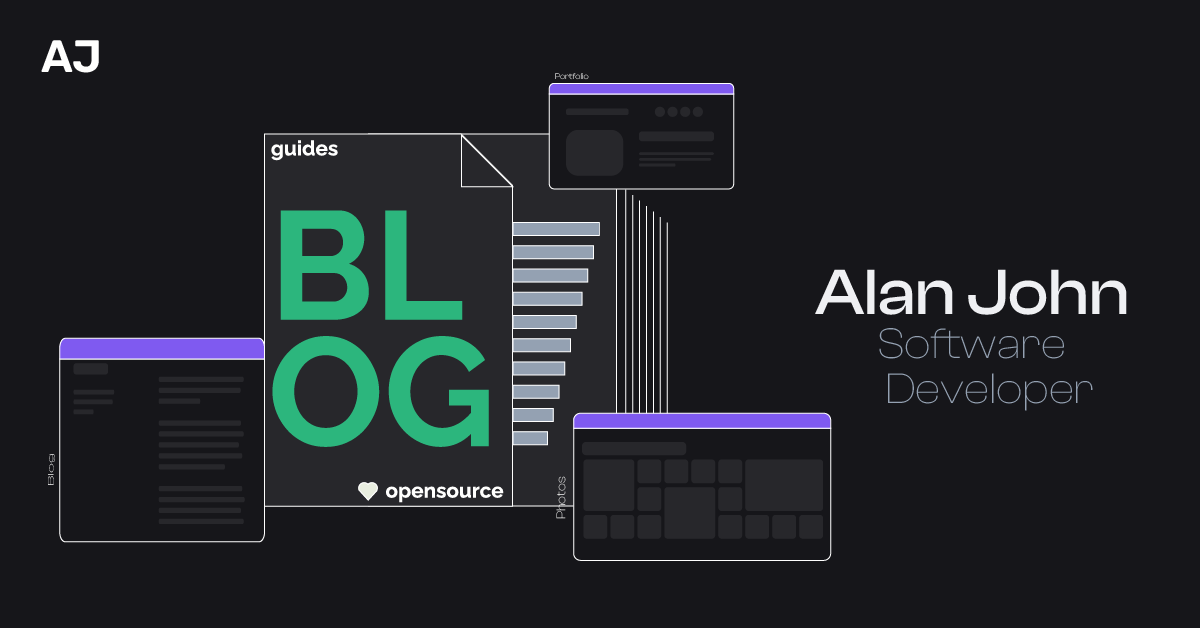 AJ
Portfolio
guides
BL
OG
opensource
Blog
Photos
Alan John
Software
Developer